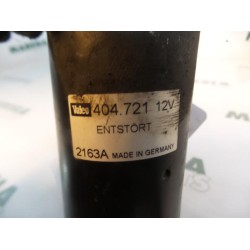 Valeo 404.721 12V
ENTSTÖRT
2163A MADE IN GERMANY